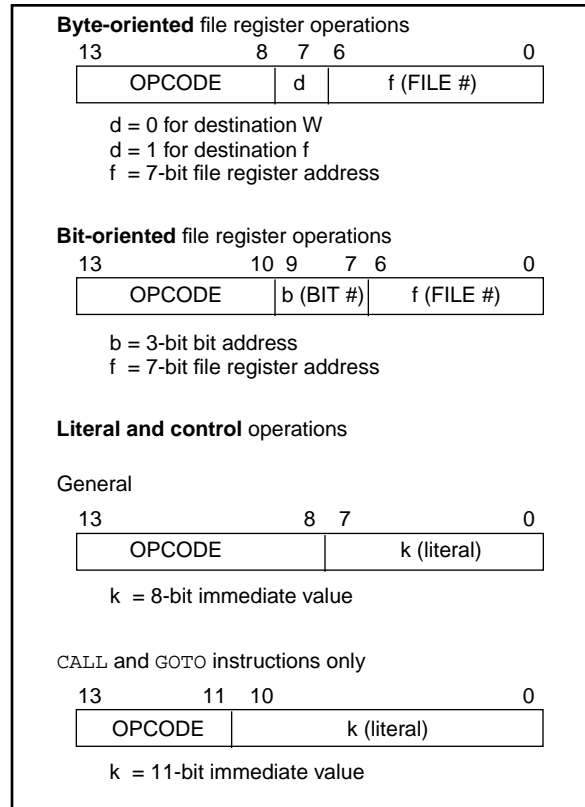 Byte-oriented file register operations
13 8 7 6 0
OPCODE d f (FILE #)
d = 0 for destination W
d = 1 for destination f
f = 7-bit file register address
Bit-oriented file register operations
13 10 9 7 6 0
OPCODE b (BIT #) f (FILE #)
b = 3-bit bit address
f = 7-bit file register address
Literal and control operations
General
13 8 7 0
OPCODE k (literal)
k = 8-bit immediate value
CALL and GOTO instructions only
13 11 10 0
OPCODE k (literal)
k = 11-bit immediate value